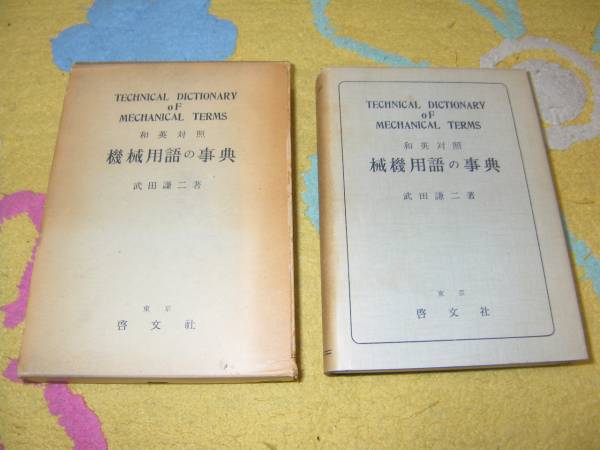 TECHNICAL DICTIONARY
oF
MECHANICAL TERMS
和英対照
機械用語の事典
武田謙二著
東京
啓文社
TECHNICAL DICTIONARY
oF
MECHANICAL TERMS
和英対照
械機用語の事典
武田謙二著
東京
啓文社